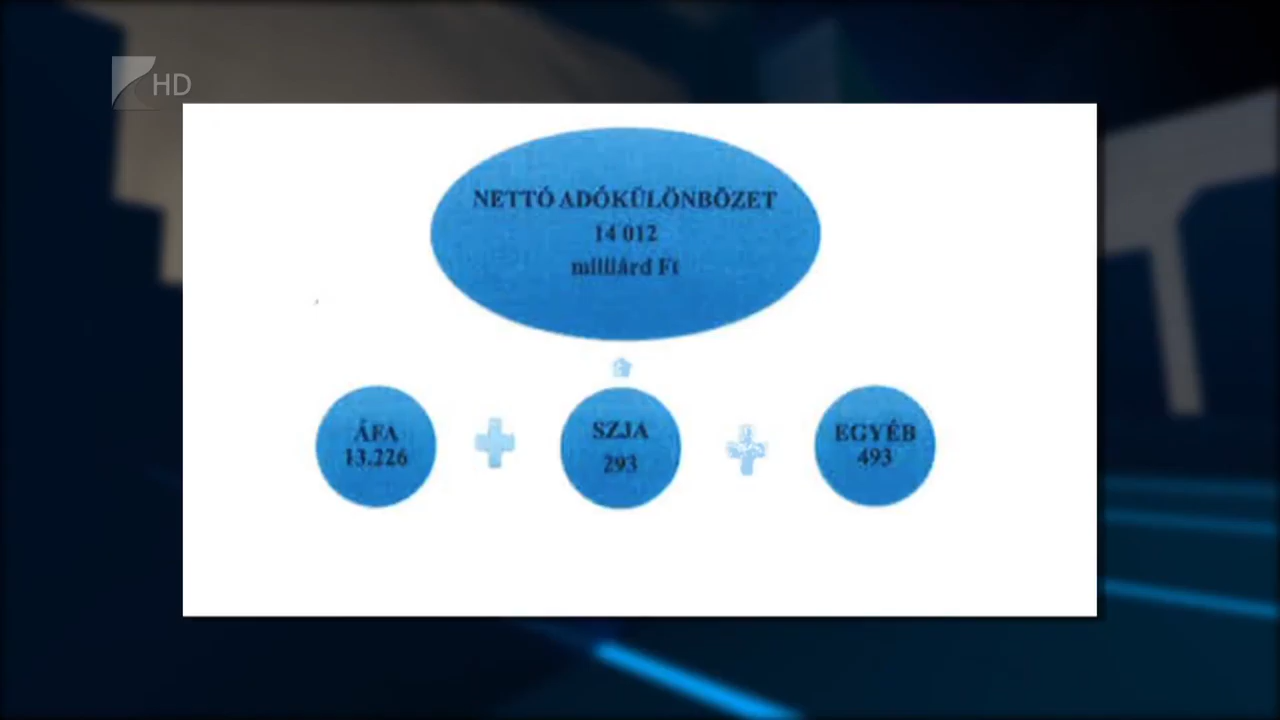 HD
NETTÓ ADÓKÜLÖNBÖZET
14 012
milliárd Ft
ÁFA
13.226
SZJA
293
EGYÉB
493